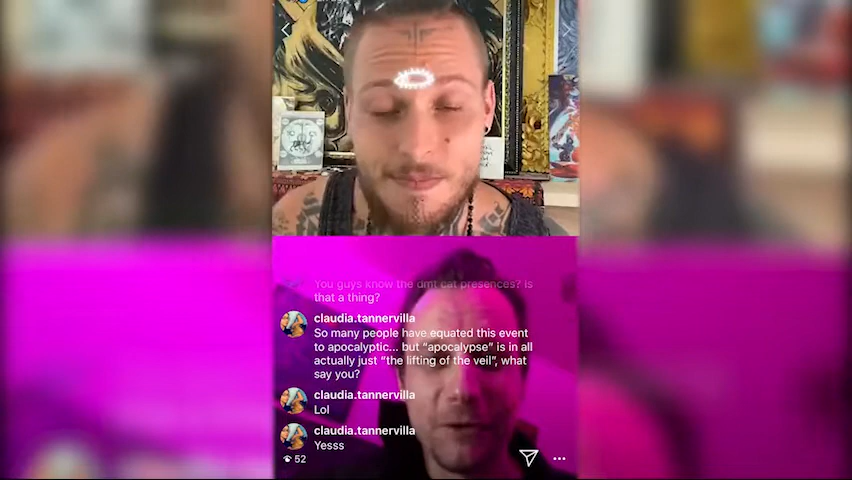 You guys know the dmt cat presences? Is
that a thing?
claudia.tannervilla
So many people have equated this event
to apocalyptic... but “apocalypse” is in all
actually just “the lifting of the veil”, what
say you?
claudia.tannervilla
Lol
claudia.tannervilla
Yesss
52